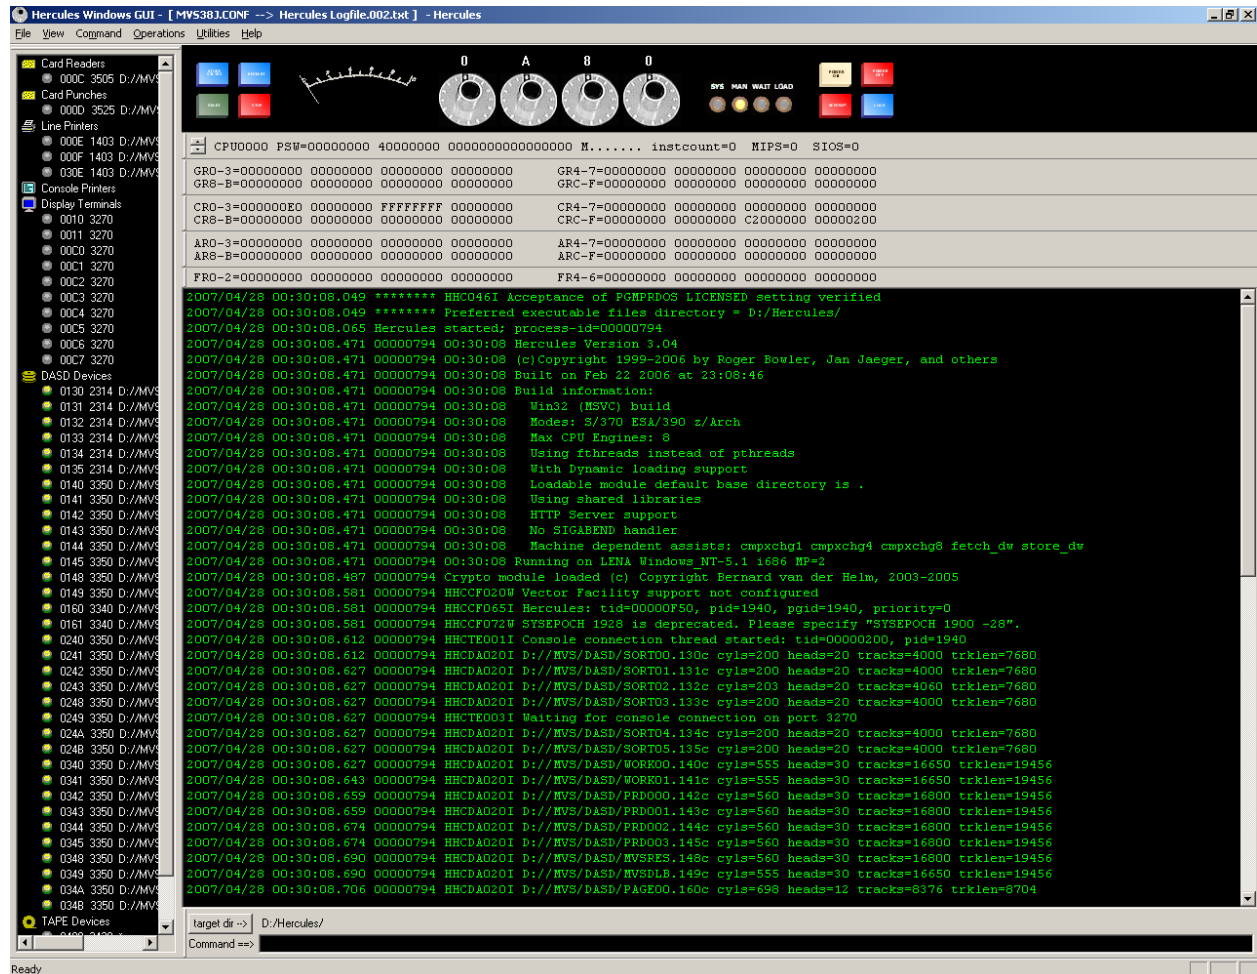 Hercules Windows GUI - [ MVS38J.CONF --> Hercules Logfile.002.txt ] - Hercules
File View Command Operations Utilities Help
Card Readers
000C 3505 D://MVS
Card Punches
000D 3525 D://MVS
Line Printers
000E 1403 D://MVS
000F 1403 D://MVS
030E 1403 D://MVS
Console Printers
Display Terminals
0010 3270
0011 3270
00C0 3270
00C1 3270
00C2 3270
00C3 3270
00C4 3270
00C5 3270
00C6 3270
00C7 3270
DASD Devices
0130 2314 D://MVS
0131 2314 D://MVS
0132 2314 D://MVS
0133 2314 D://MVS
0134 2314 D://MVS
0135 2314 D://MVS
0140 3350 D://MVS
0141 3350 D://MVS
0142 3350 D://MVS
0143 3350 D://MVS
0144 3350 D://MVS
0145 3350 D://MVS
0148 3350 D://MVS
0149 3350 D://MVS
0160 3340 D://MVS
0161 3340 D://MVS
0240 3350 D://MVS
0241 3350 D://MVS
0242 3350 D://MVS
0243 3350 D://MVS
0248 3350 D://MVS
0249 3350 D://MVS
024A 3350 D://MVS
024B 3350 D://MVS
0340 3350 D://MVS
0341 3350 D://MVS
0342 3350 D://MVS
0343 3350 D://MVS
0344 3350 D://MVS
0345 3350 D://MVS
0348 3350 D://MVS
0349 3350 D://MVS
034A 3350 D://MVS
034B 3350 D://MVS
TAPE Devices
0 A 8 0
SYS MAN WAIT LOAD
POWER ON
POWER OFF
CPU0000 PSW=00000000 40000000 0000000000000000 M....... instcount=0 MIPS=0 SIOS=0
GR0-3=00000000 00000000 00000000 00000000 GR4-7=00000000 00000000 00000000 00000000
GR8-B=00000000 00000000 00000000 00000000 GRC-F=00000000 00000000 00000000 00000000
CR0-3=000000E0 00000000 FFFFFFFF 00000000 CR4-7=00000000 00000000 00000000 00000000
CR8-B=00000000 00000000 00000000 00000000 CRC-F=00000000 00000000 C2000000 00000200
AR0-3=00000000 00000000 00000000 00000000 AR4-7=00000000 00000000 00000000 00000000
AR8-B=00000000 00000000 00000000 00000000 ARC-F=00000000 00000000 00000000 00000000
FR0-2=00000000 00000000 00000000 00000000 FR4-6=00000000 00000000 00000000 00000000
2007/04/28 00:30:08.049 ******** HHC046I Acceptance of PGMPRDOS LICENSED setting verified
2007/04/28 00:30:08.049 ******** Preferred executable files directory = D:/Hercules/
2007/04/28 00:30:08.065 Hercules started; process-id=00000794
2007/04/28 00:30:08.471 00000794 00:30:08 Hercules Version 3.04
2007/04/28 00:30:08.471 00000794 00:30:08 (c)Copyright 1999-2006 by Roger Bowler, Jan Jaeger, and others
2007/04/28 00:30:08.471 00000794 00:30:08 Built on Feb 22 2006 at 23:08:46
2007/04/28 00:30:08.471 00000794 00:30:08 Build information:
2007/04/28 00:30:08.471 00000794 00:30:08 Win32 (MSVC) build
2007/04/28 00:30:08.471 00000794 00:30:08 Modes: S/370 ESA/390 z/Arch
2007/04/28 00:30:08.471 00000794 00:30:08 Max CPU Engines: 8
2007/04/28 00:30:08.471 00000794 00:30:08 Using fthreads instead of pthreads
2007/04/28 00:30:08.471 00000794 00:30:08 With Dynamic loading support
2007/04/28 00:30:08.471 00000794 00:30:08 Loadable module default base directory is .
2007/04/28 00:30:08.471 00000794 00:30:08 Using shared libraries
2007/04/28 00:30:08.471 00000794 00:30:08 HTTP Server support
2007/04/28 00:30:08.471 00000794 00:30:08 No SIGABEND handler
2007/04/28 00:30:08.471 00000794 00:30:08 Machine dependent assists: cmpxchg1 cmpxchg4 cmpxchg8 fetch_dw store_dw
2007/04/28 00:30:08.471 00000794 00:30:08 Running on LENA Windows_NT-5.1 i686 MP=2
2007/04/28 00:30:08.487 00000794 Crypto module loaded (c) Copyright Bernard van der Helm, 2003-2005
2007/04/28 00:30:08.581 00000794 HHCCF020W Vector Facility support not configured
2007/04/28 00:30:08.581 00000794 HHCCF065I Hercules: tid=00000F50, pid=1940, pgid=1940, priority=0
2007/04/28 00:30:08.581 00000794 HHCCF072W SYSEPOCH 1928 is deprecated. Please specify "SYSEPOCH 1900 -28".
2007/04/28 00:30:08.612 00000794 HHCTE001I Console connection thread started: tid=00000200, pid=1940
2007/04/28 00:30:08.612 00000794 HHCDA020I D://MVS/DASD/SORT00.130c cyls=200 heads=20 tracks=4000 trklen=7680
2007/04/28 00:30:08.627 00000794 HHCDA020I D://MVS/DASD/SORT01.131c cyls=200 heads=20 tracks=4000 trklen=7680
2007/04/28 00:30:08.627 00000794 HHCDA020I D://MVS/DASD/SORT02.132c cyls=203 heads=20 tracks=4060 trklen=7680
2007/04/28 00:30:08.627 00000794 HHCDA020I D://MVS/DASD/SORT03.133c cyls=200 heads=20 tracks=4000 trklen=7680
2007/04/28 00:30:08.627 00000794 HHCTE003I Waiting for console connection on port 3270
2007/04/28 00:30:08.627 00000794 HHCDA020I D://MVS/DASD/SORT04.134c cyls=200 heads=20 tracks=4000 trklen=7680
2007/04/28 00:30:08.627 00000794 HHCDA020I D://MVS/DASD/SORT05.135c cyls=200 heads=20 tracks=4000 trklen=7680
2007/04/28 00:30:08.627 00000794 HHCDA020I D://MVS/DASD/WORK00.140c cyls=555 heads=30 tracks=16650 trklen=19456
2007/04/28 00:30:08.643 00000794 HHCDA020I D://MVS/DASD/WORK01.141c cyls=555 heads=30 tracks=16650 trklen=19456
2007/04/28 00:30:08.659 00000794 HHCDA020I D://MVS/DASD/PRD000.142c cyls=560 heads=30 tracks=16800 trklen=19456
2007/04/28 00:30:08.659 00000794 HHCDA020I D://MVS/DASD/PRD001.143c cyls=560 heads=30 tracks=16800 trklen=19456
2007/04/28 00:30:08.674 00000794 HHCDA020I D://MVS/DASD/PRD002.144c cyls=560 heads=30 tracks=16800 trklen=19456
2007/04/28 00:30:08.674 00000794 HHCDA020I D://MVS/DASD/PRD003.145c cyls=560 heads=30 tracks=16800 trklen=19456
2007/04/28 00:30:08.690 00000794 HHCDA020I D://MVS/DASD/MVSRES.148c cyls=560 heads=30 tracks=16800 trklen=19456
2007/04/28 00:30:08.690 00000794 HHCDA020I D://MVS/DASD/MVSDLB.149c cyls=555 heads=30 tracks=16650 trklen=19456
2007/04/28 00:30:08.706 00000794 HHCDA020I D://MVS/DASD/PAGE00.160c cyls=698 heads=12 tracks=8376 trklen=8704
target dir --> D:/Hercules/
Command ==>
Ready